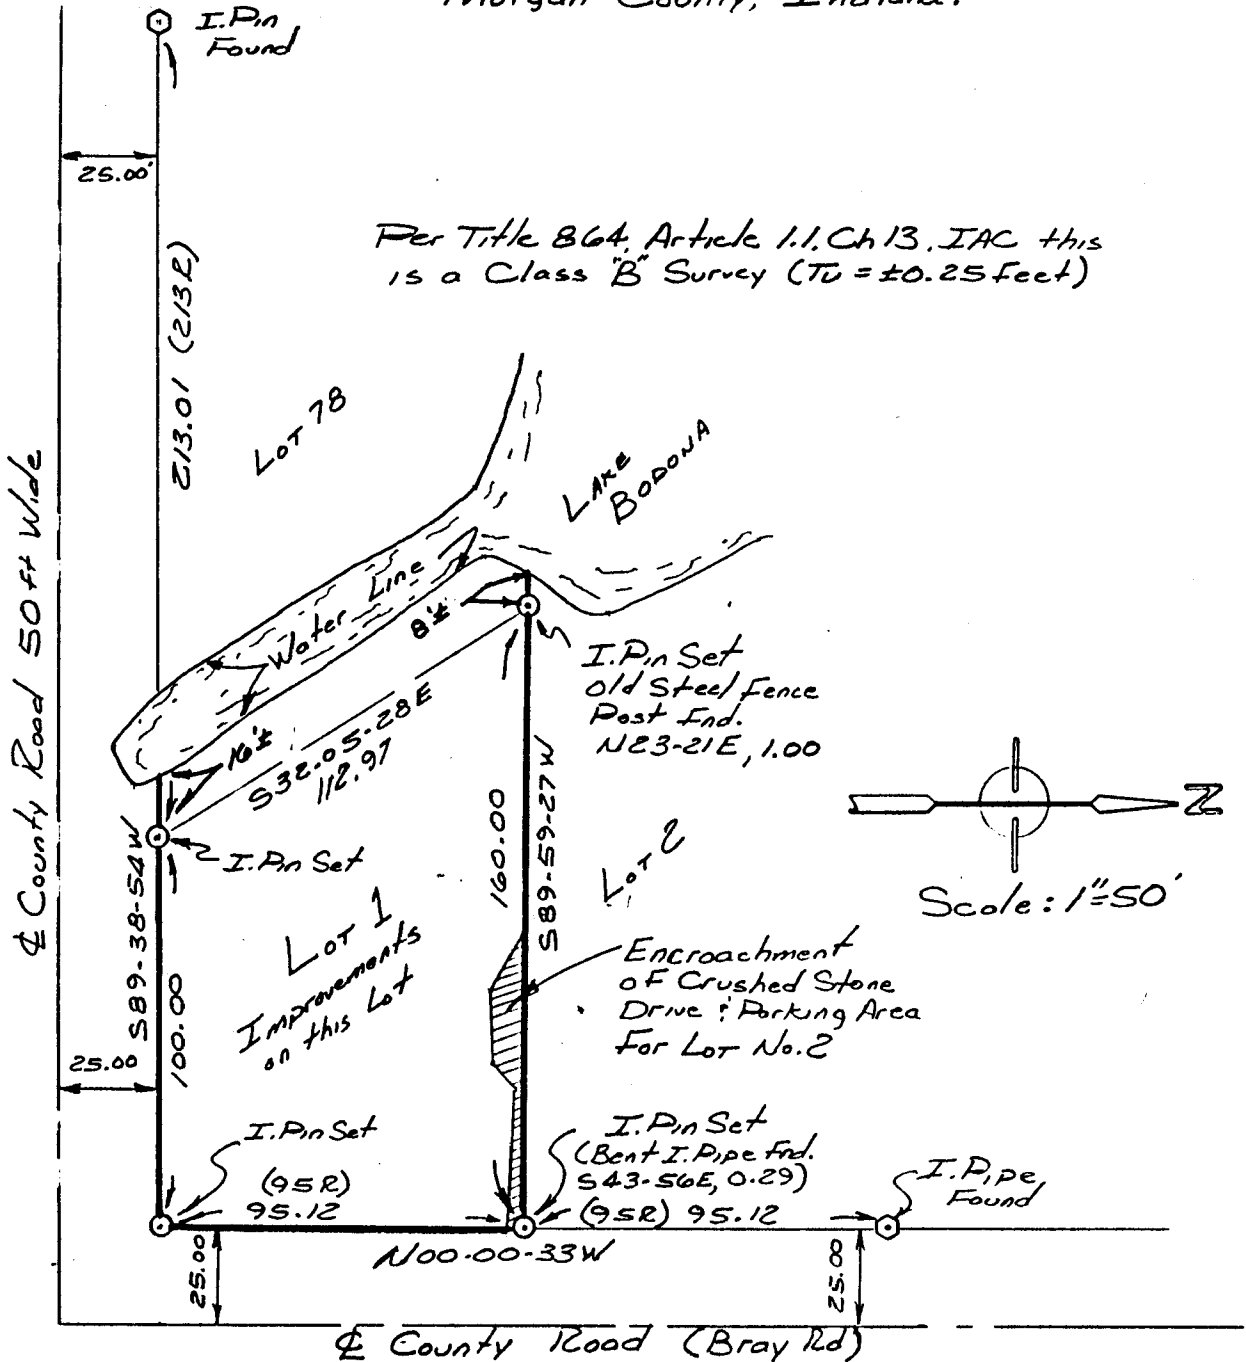 Morgan County, Indiana.
I.Pin
Found
25.00'
213.01 (213R)
Per Title 864, Article 1.1, Ch 13, IAC this
is a Class "B" Survey (Tu = ±0.25 feet)
Lot 78
LAKE
BODONA
₵ County Road 50 ft Wide
Water Line
8'±
16'±
S32-05-28E
112.97
I.Pin Set
Old Steel Fence
Post Fnd.
N23-21E, 1.00
N
Scale: 1"=50'
I.Pin Set
S89-38-54W
100.00
160.00
S89-59-27W
Lot 2
Lot 1
Improvements
on this Lot
Encroachment
of Crushed Stone
Drive & Parking Area
For Lot No.2
25.00
I.Pin Set
(95R)
95.12
I.Pin Set
(Bent I.Pipe Fnd.
S43-56E, 0.29)
(95R) 95.12
I.Pipe
Found
N00-00-33W
25.00
25.00
₵ County Road (Bray Rd)